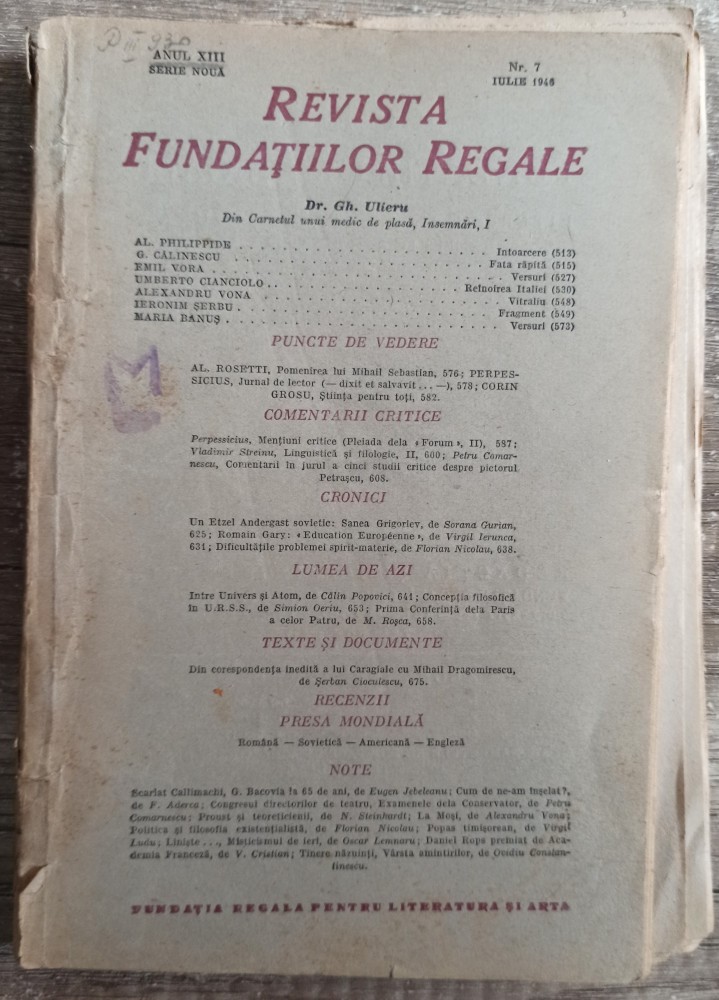 ANUL XIII
SERIE NOUĂ
Nr. 7
IULIE 1946
REVISTA
FUNDAŢIILOR REGALE
Dr. Gh. Ulieru
Din Carnetul unui medic de plasă, Insemnări, I
AL. PHILIPPIDE . . . . . . . . . . . . . . . . . . . . Intoarcere (513)
G. CĂLINESCU . . . . . . . . . . . . . . . . . . . . Fata răpită (515)
EMIL VORA . . . . . . . . . . . . . . . . . . . . Versuri (527)
UMBERTO CIANCIOLO . . . . . . . . . . . . . . . . Reînoirea Italiei (530)
ALEXANDRU VONA . . . . . . . . . . . . . . . . . . Vitraliu (548)
IERONIM ŞERBU . . . . . . . . . . . . . . . . . . . . Fragment (549)
MARIA BANUŞ . . . . . . . . . . . . . . . . . . . . Versuri (573)
PUNCTE DE VEDERE
AL. ROSETTI, Pomenirea lui Mihail Sebastian, 576; PERPES-
SICIUS, Jurnal de lector (— dixit et salvavit . . . —), 578; CORIN
GROSU, Ştiinţa pentru toţi, 582.
M
COMENTARII CRITICE
Perpessicius, Menţiuni critice (Pleiada dela « Forum », II), 587;
Vladimir Streinu, Linguistică şi filologie, II, 600; Petru Comar-
nescu, Comentarii în jurul a cinci studii critice despre pictorul
Petraşcu, 608.
CRONICI
Un Etzel Andergast sovietic: Sanea Grigoriev, de Sorana Gurian,
625; Romain Gary: « Education Européenne », de Virgil Ierunca,
631; Dificultăţile problemei spirit-materie, de Florian Nicolau, 638.
LUMEA DE AZI
Intre Univers şi Atom, de Călin Popovici, 641; Concepţia filosofică
în U.R.S.S., de Simion Oeriu, 653; Prima Conferinţă dela Paris
a celor Patru, de M. Roşca, 658.
TEXTE ŞI DOCUMENTE
Din corespondenţa inedită a lui Caragiale cu Mihail Dragomirescu,
de Şerban Cioculescu, 675.
RECENZII
PRESA MONDIALĂ
Română — Sovietică — Americană — Engleză
NOTE
Scarlat Callimachi, G. Bacovia la 65 de ani, de Eugen Jebeleanu; Cum de ne-am înşelat?,
de F. Aderca; Congresul directorilor de teatru, Examenele dela Conservator, de Petru
Comarnescu; Proust şi teoreticienii, de N. Steinhardt; La Moşi, de Alexandru Vona;
Politica şi filosofia existenţialistă, de Florian Nicolau; Popas timişorean, de Virgil
Ludu; Linişte . . ., Misticismul de ieri, de Oscar Lemnaru; Daniel Rops premiat de Aca-
demia Franceză, de V. Cristian; Tinere năruinţi, Vârsta smintirilor, de Ovidiu Constan-
tinescu.
FUNDAŢIA REGALA PENTRU LITERATURA ŞI ARTA